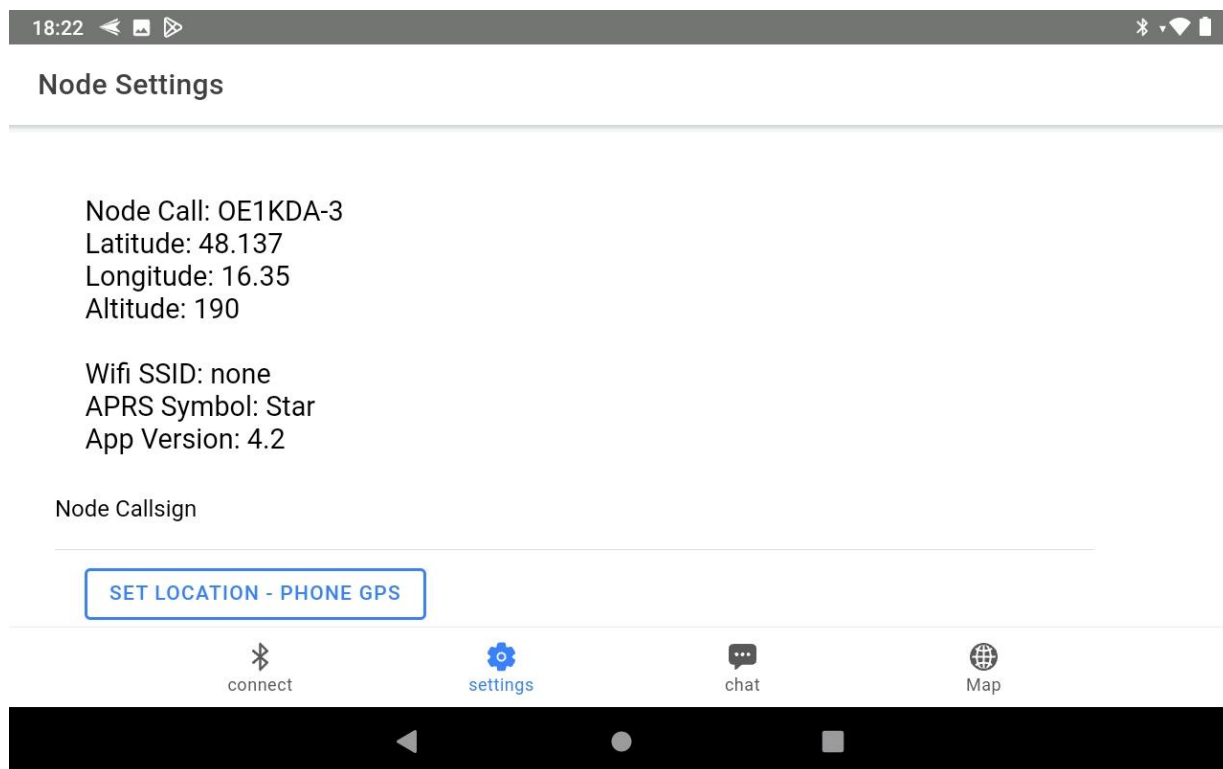 18:22
Node Settings
Node Call: OE1KDA-3
Latitude: 48.137
Longitude: 16.35
Altitude: 190
Wifi SSID: none
APRS Symbol: Star
App Version: 4.2
Node Callsign
SET LOCATION - PHONE GPS
connect
settings
chat
Map